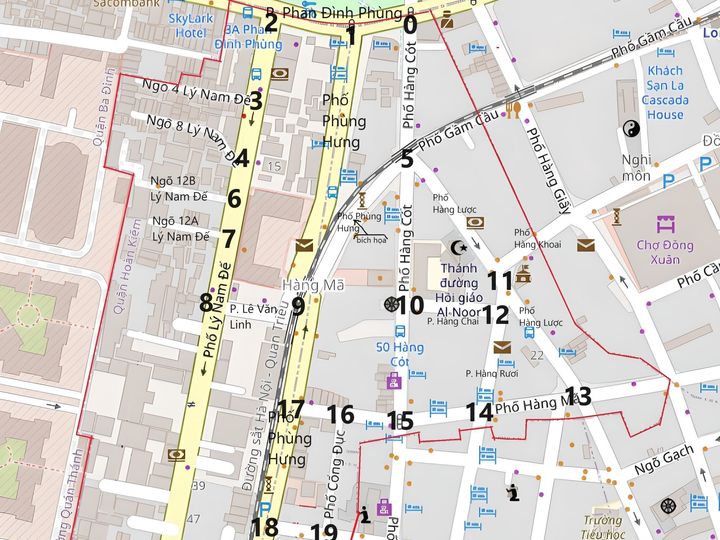 Sacombank
P. Phan Đình Phùng
SkyLark
Hotel
3A Phan
Đình Phùng
2
1
0
Phố Gầm Cầu
Quận Ba Đình
Ngõ 4 Lý Nam Đế
3
Phố
Phùng
Hưng
Phố Hàng Cót
Khách
Sạn La
Cascada
House
Ngõ 8 Lý Nam Đế
4
15
5
Phố Gầm Cầu
Phố Hàng Giấy
Nghi
môn
P
P
Ngõ 12B
Lý Nam Đế
6
Ngõ 12A
Lý Nam Đế
7
Phố Phùng
Hưng
bích họa
Phố Hàng Cót
Phố
Hàng Lược
Phố
Hàng Khoai
Chợ Đồng
Xuân
Quận Hoàn Kiếm
Thánh
đường
Hồi giáo
Al-Noor
11
Hàng Mã
8
Phố Lý Nam Đế
P. Lê Văn
Linh
9
10
P. Hàng Chai
12
Phố
Hàng Lược
50 Hàng
Cót
22
P. Hàng Rươi
Đường sắt Hà Nội - Quan Triều
17
16
15
14
Phố Hàng Mã
13
Phố
Phùng
Hưng
Phố Cổng Đục
Ngõ Gạch
39
47
P
18
19
Trường
Tiểu học